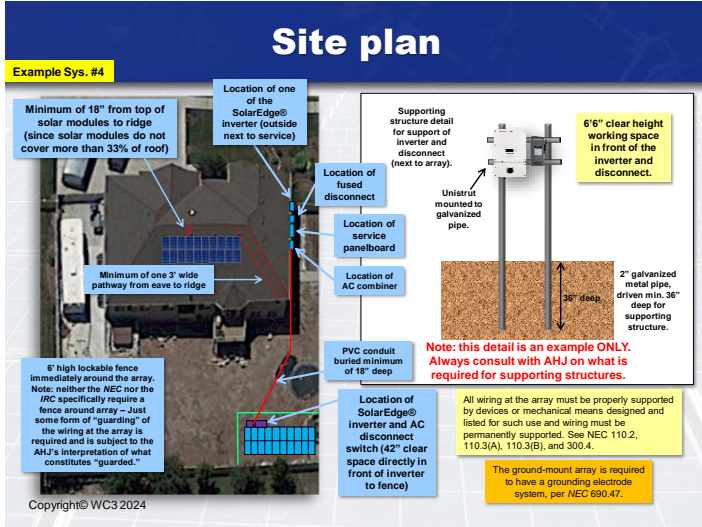 Site plan
Example Sys. #4
Minimum of 18” from top of
solar modules to ridge
(since solar modules do not
cover more than 33% of roof)
Location of one
of the
SolarEdge®
inverter (outside
next to service)
Location of
fused
disconnect
Location of
service
panelboard
Location of
AC combiner
Minimum of one 3’ wide
pathway from eave to ridge
PVC conduit
buried minimum
of 18” deep
6’ high lockable fence
immediately around the array.
Note: neither the NEC nor the
IRC specifically require a
fence around array – Just
some form of “guarding” of
the wiring at the array is
required and is subject to the
AHJ’s interpretation of what
constitutes “guarded.”
Location of
SolarEdge®
inverter and AC
disconnect
switch (42” clear
space directly in
front of inverter
to fence)
Supporting
structure detail
for support of
inverter and
disconnect
(next to array).
Unistrut
mounted to
galvanized
pipe.
6’6” clear height
working space
in front of the
inverter and
disconnect.
36” deep
2” galvanized
metal pipe,
driven min. 36”
deep for
supporting
structure.
Note: this detail is an example ONLY.
Always consult with AHJ on what is
required for supporting structures.
All wiring at the array must be properly supported
by devices or mechanical means designed and
listed for such use and wiring must be
permanently supported. See NEC 110.2,
110.3(A), 110.3(B), and 300.4.
The ground-mount array is required
to have a grounding electrode
system, per NEC 690.47.
Copyright© WC3 2024